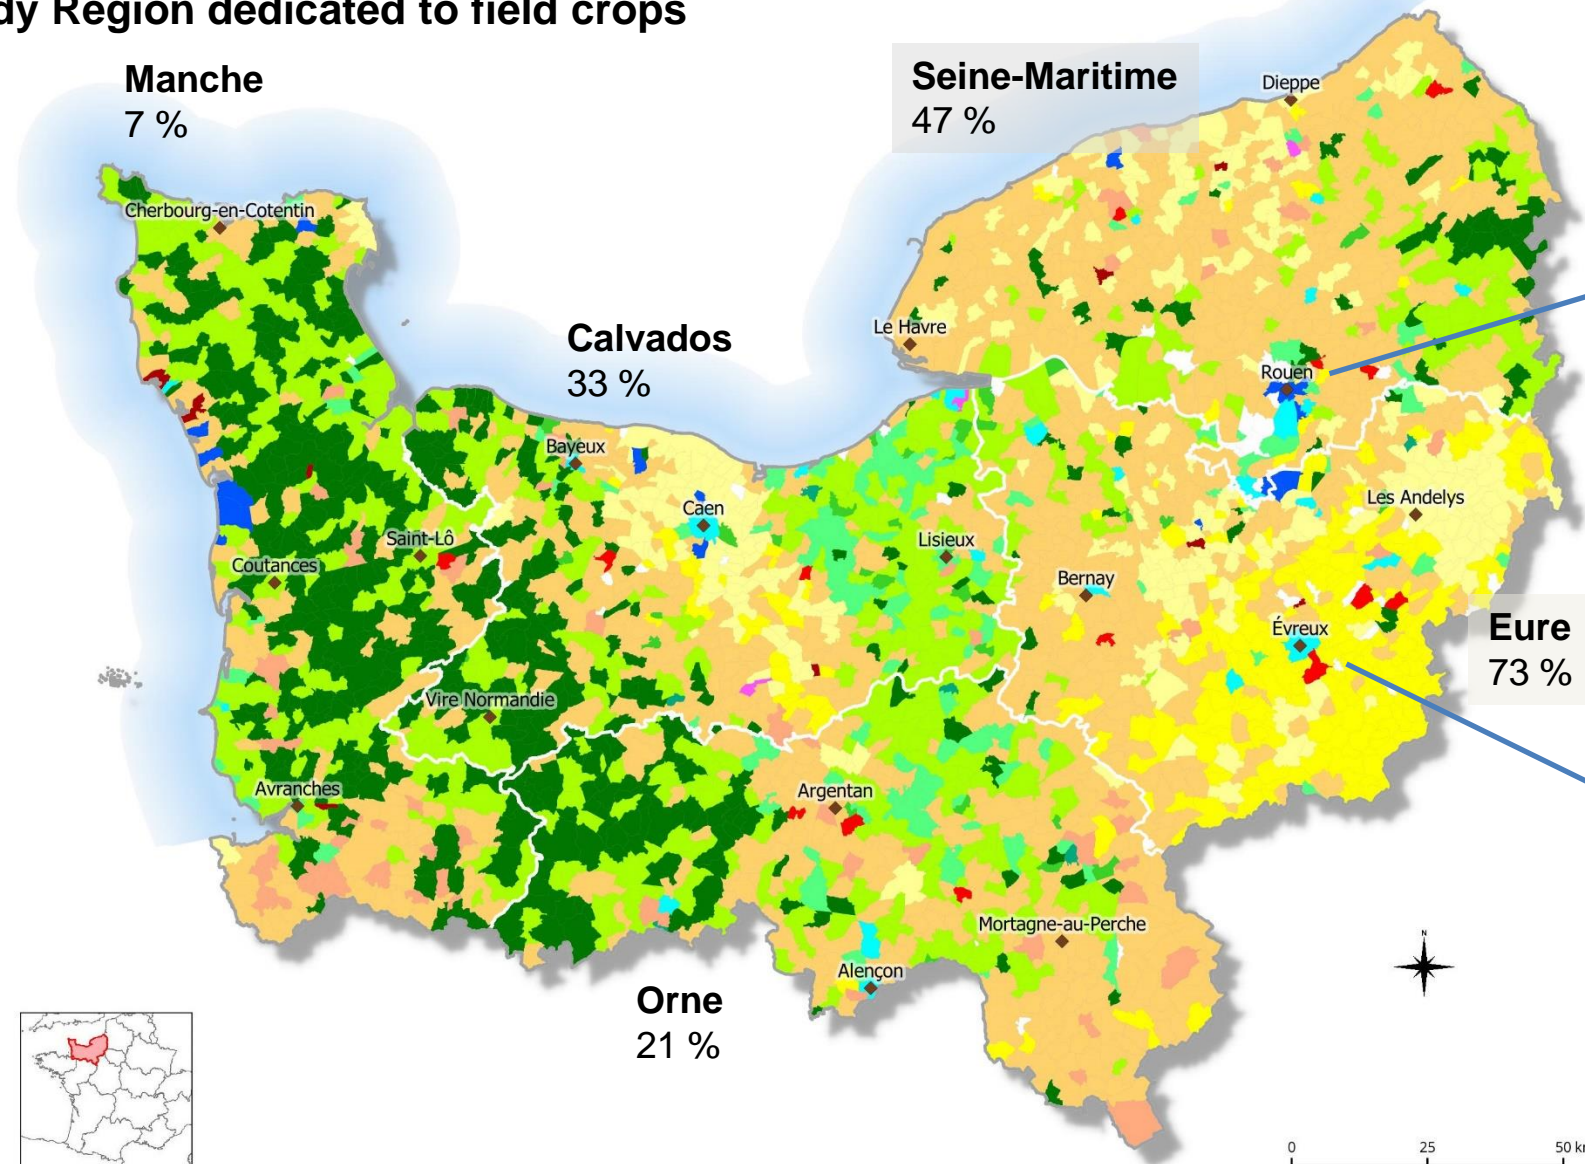 dy Region dedicated to field crops
Manche
7 %
Seine-Maritime
47 %
Dieppe
Cherbourg-en-Cotentin
Calvados
33 %
Le Havre
Rouen
Bayeux
Caen
Les Andelys
Saint-Lô
Lisieux
Coutances
Bernay
Évreux
Eure
73 %
Vire Normandie
Avranches
Argentan
Mortagne-au-Perche
N
Alençon
Orne
21 %
0 25 50 km